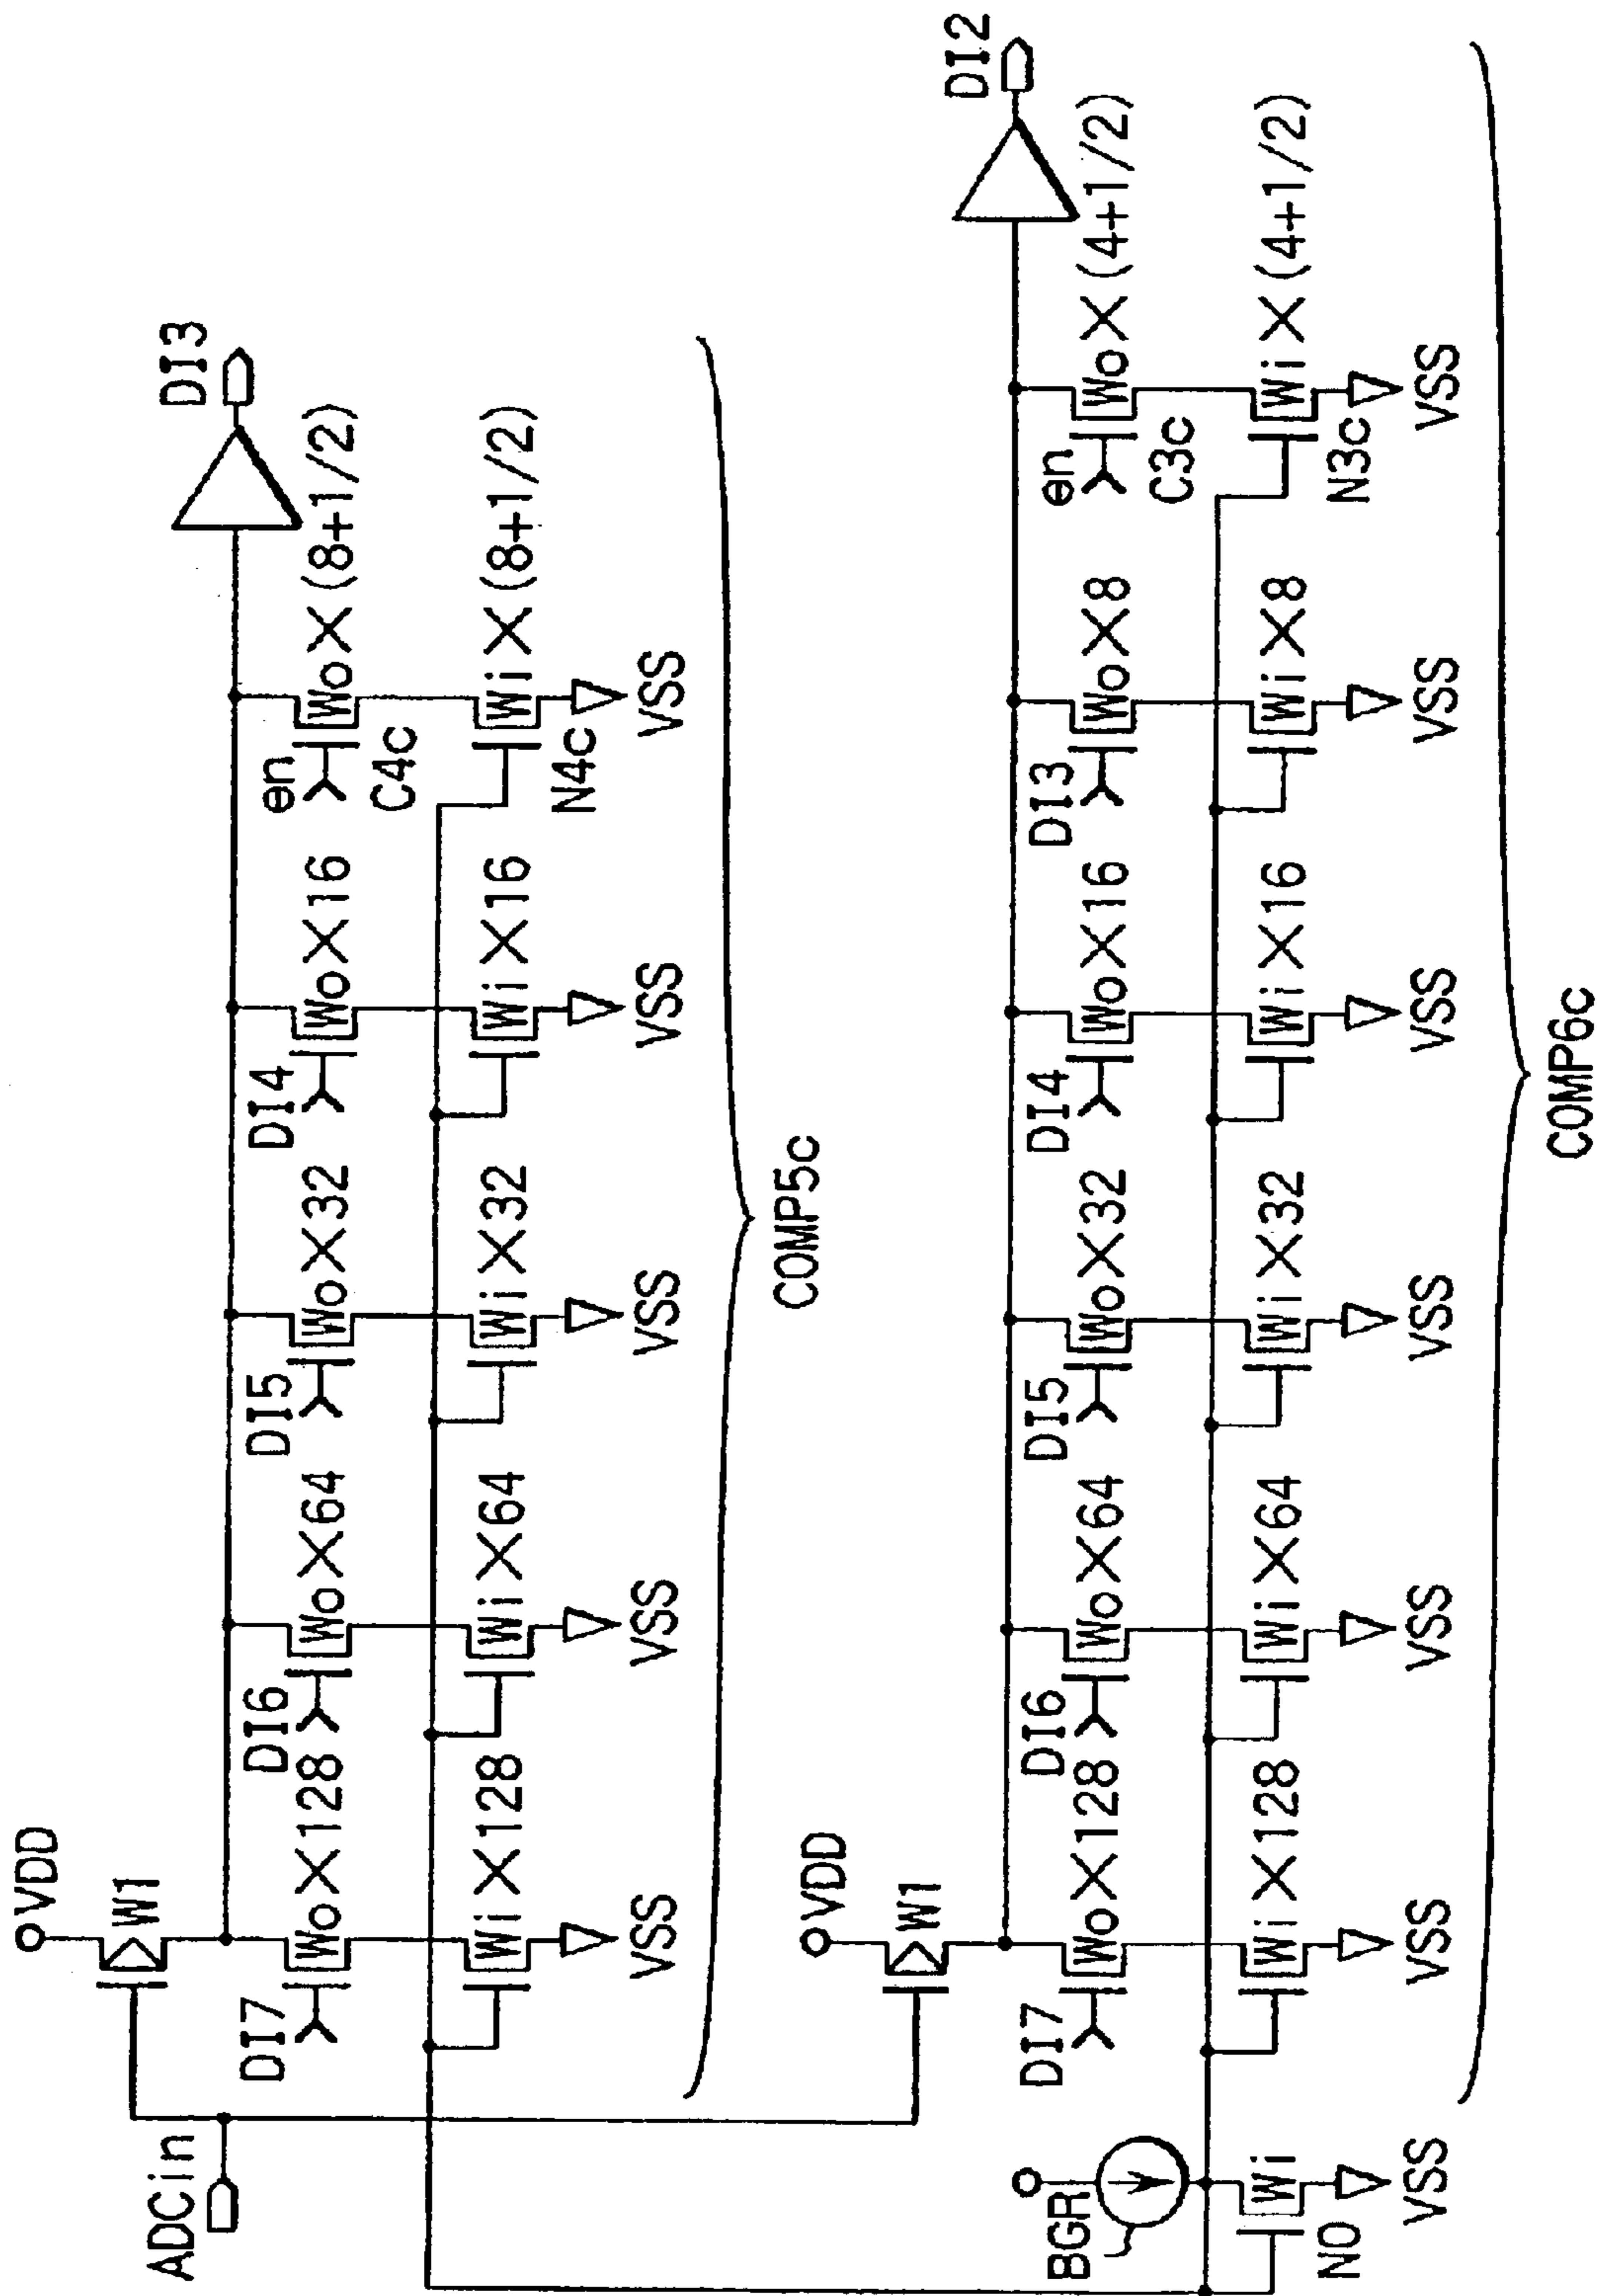 ADCin
VDD
W1
DI7
Wo×128
Wi×128
VSS
DI6
Wo×64
Wi×64
VSS
DI5
Wo×32
Wi×32
VSS
DI4
Wo×16
Wi×16
VSS
en
Wo×(8+1/2)
C4c
Wi×(8+1/2)
N4c
VSS
DI3
COMP5c
BGR
Wi
N0
VSS
VDD
W1
DI7
Wo×128
Wi×128
VSS
DI6
Wo×64
Wi×64
VSS
DI5
Wo×32
Wi×32
VSS
DI4
Wo×16
Wi×16
VSS
DI3
Wo×8
Wi×8
VSS
en
Wo×(4+1/2)
C3c
Wi×(4+1/2)
N3c
VSS
DI2
COMP6c